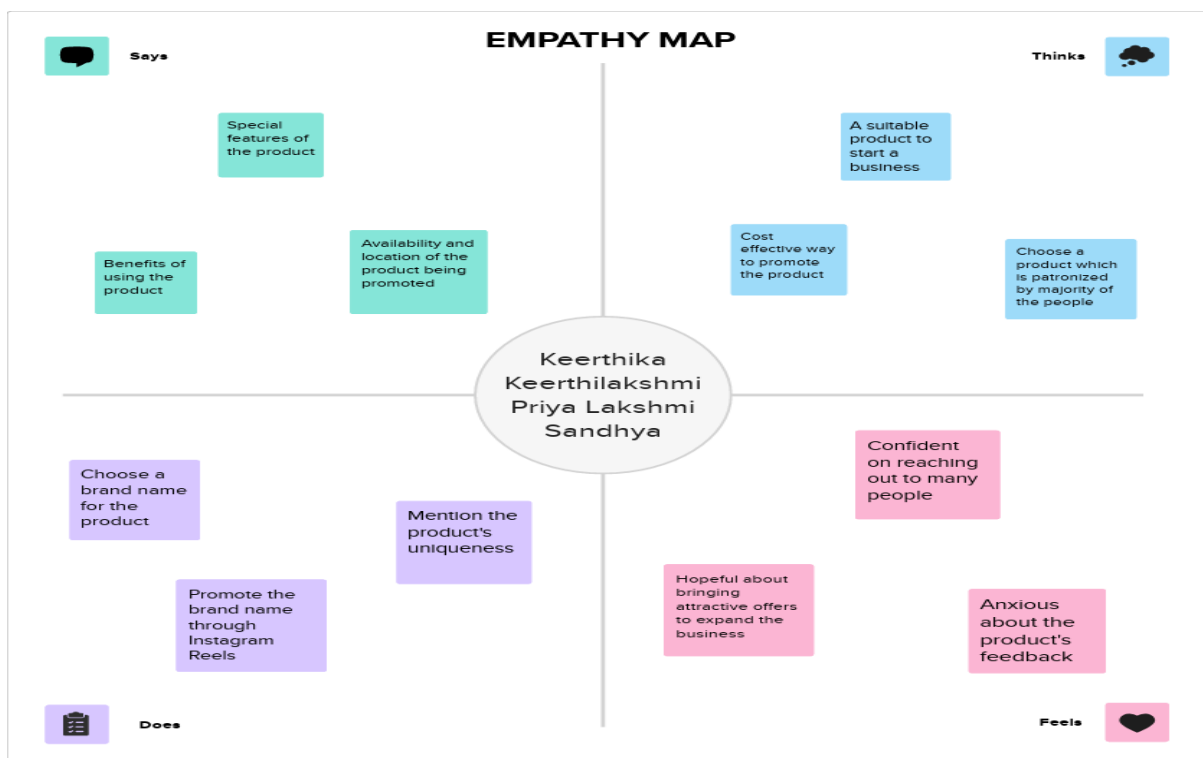 EMPATHY MAP
Says
Special
features of
the product
Benefits of
using the
product
Availability and
location of the
product being
promoted
Thinks
A suitable
product to
start a
business
Cost
effective way
to promote
the product
Choose a
product which
is patronized
by majority of
the people
Keerthika
Keerthilakshmi
Priya Lakshmi
Sandhya
Choose a
brand name
for the
product
Mention the
product's
uniqueness
Promote the
brand name
through
Instagram
Reels
Does
Confident
on reaching
out to many
people
Hopeful about
bringing
attractive offers
to expand the
business
Anxious
about the
product's
feedback
Feels